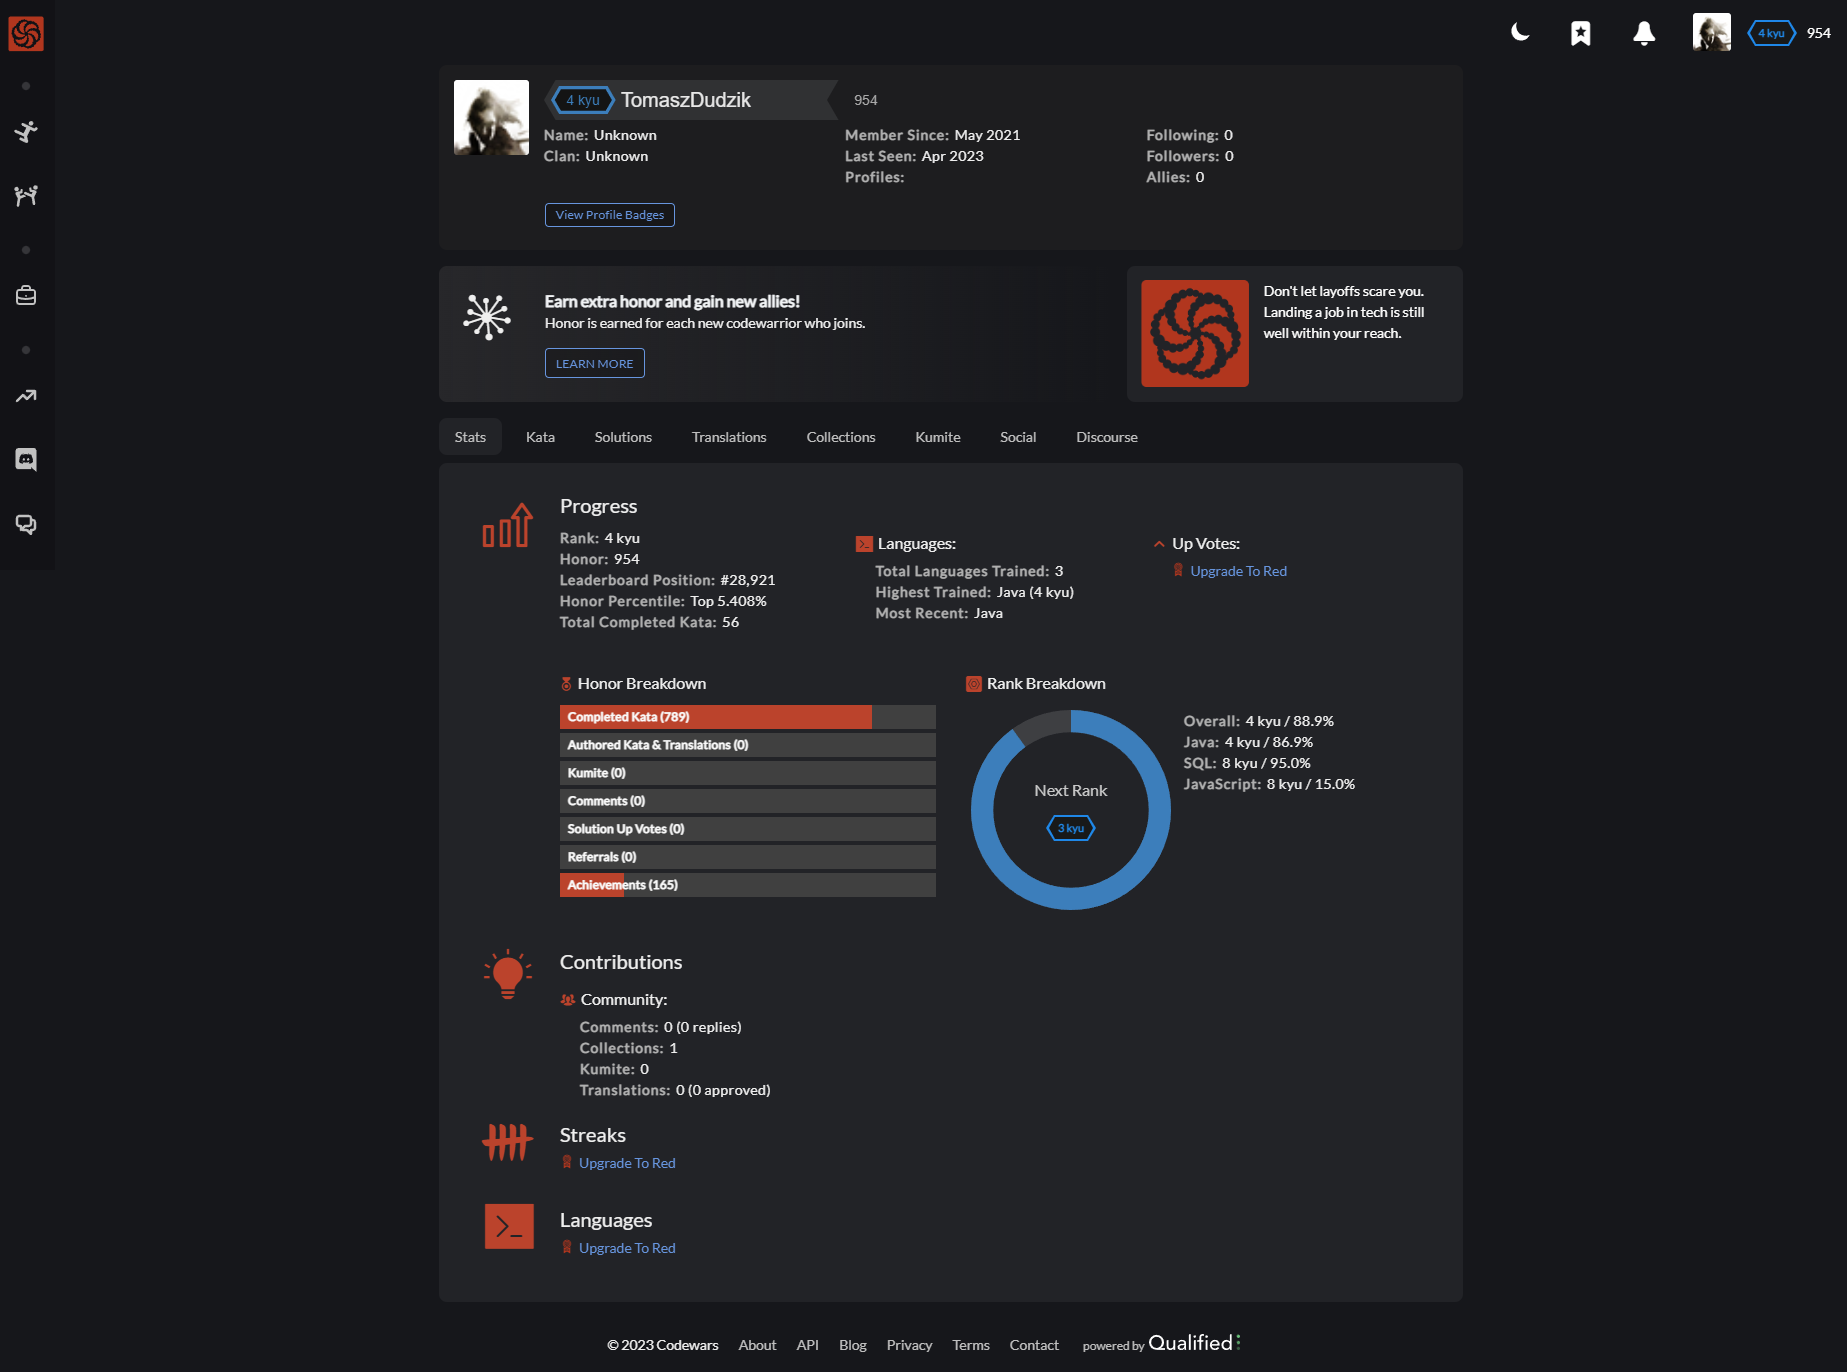 4 kyu 954
4 kyu TomaszDudzik 954
Name: Unknown
Clan: Unknown
Member Since: May 2021
Last Seen: Apr 2023
Profiles:
Following: 0
Followers: 0
Allies: 0
View Profile Badges
Earn extra honor and gain new allies!
Honor is earned for each new codewarrior who joins.
LEARN MORE
Don't let layoffs scare you.
Landing a job in tech is still
well within your reach.
Stats Kata Solutions Translations Collections Kumite Social Discourse
Progress
Rank: 4 kyu
Honor: 954
Leaderboard Position: #28,921
Honor Percentile: Top 5.408%
Total Completed Kata: 56
Languages:
Total Languages Trained: 3
Highest Trained: Java (4 kyu)
Most Recent: Java
Up Votes:
Upgrade To Red
Honor Breakdown
Completed Kata (789)
Authored Kata & Translations (0)
Kumite (0)
Comments (0)
Solution Up Votes (0)
Referrals (0)
Achievements (165)
Rank Breakdown
Next Rank
3 kyu
Overall: 4 kyu / 88.9%
Java: 4 kyu / 86.9%
SQL: 8 kyu / 95.0%
JavaScript: 8 kyu / 15.0%
Contributions
Community:
Comments: 0 (0 replies)
Collections: 1
Kumite: 0
Translations: 0 (0 approved)
Streaks
Upgrade To Red
Languages
Upgrade To Red
© 2023 Codewars About API Blog Privacy Terms Contact powered by Qualified